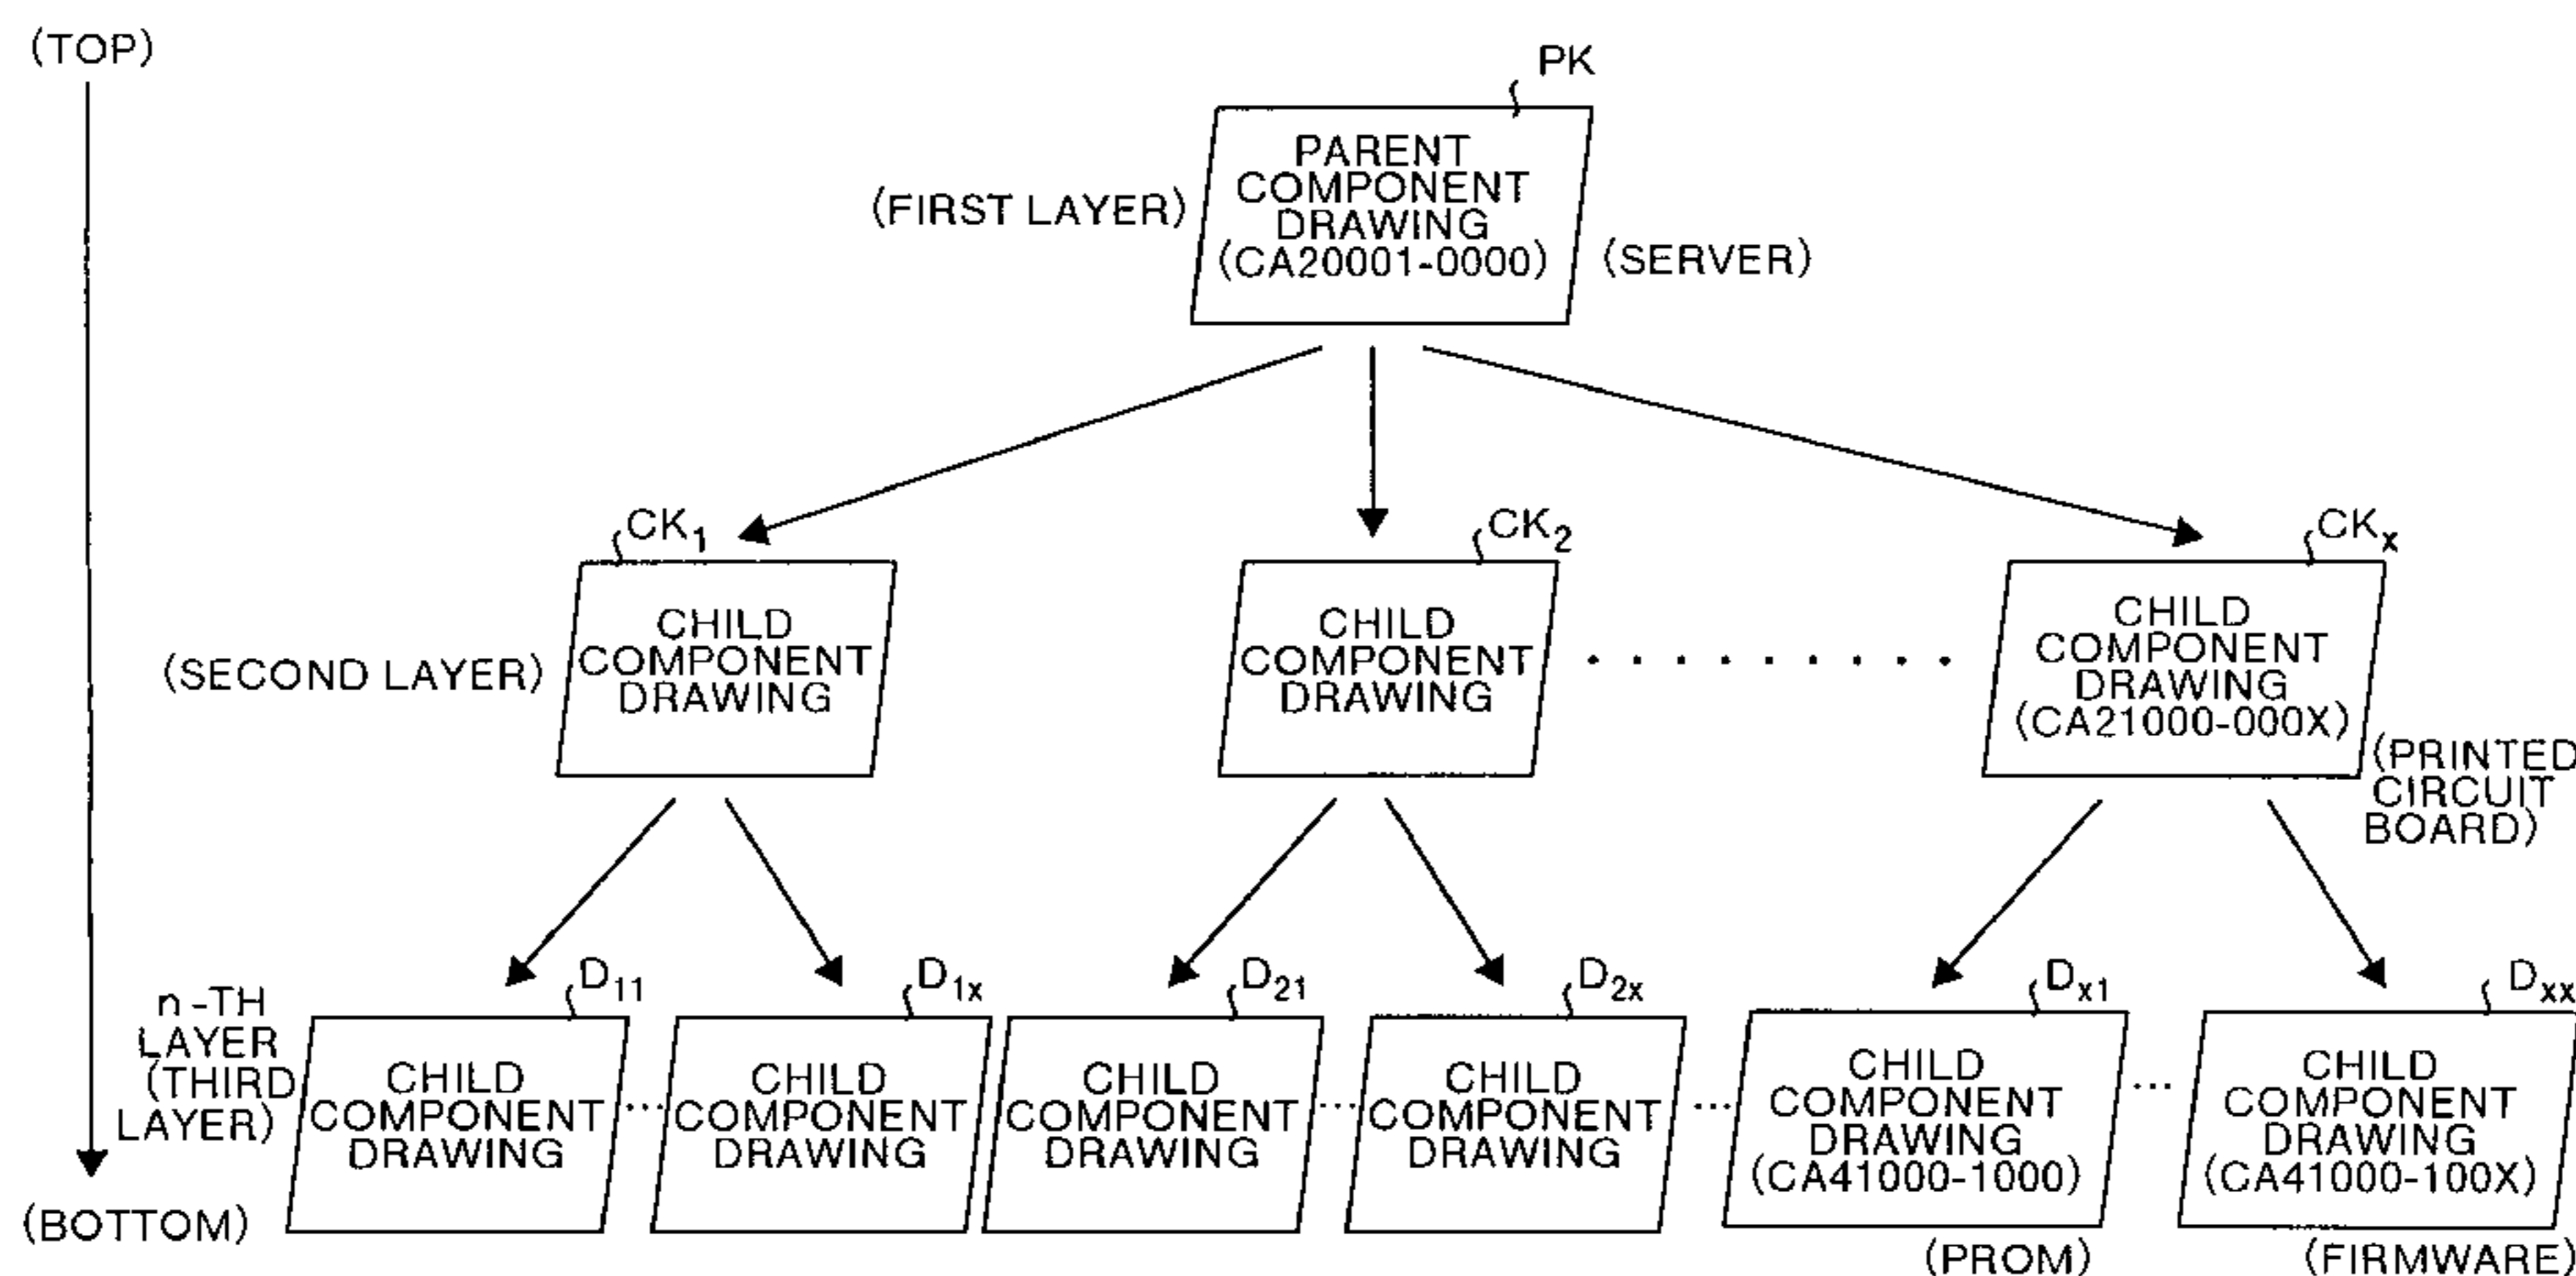 (TOP)
PK
PARENT
COMPONENT
DRAWING
(CA20001-0000)
(FIRST LAYER)
(SERVER)
CK1
CK2
CKx
(SECOND LAYER)
CHILD
COMPONENT
DRAWING
CHILD
COMPONENT
DRAWING
CHILD
COMPONENT
DRAWING
(CA21000-000X)
(PRINTED
CIRCUIT
BOARD)
D11
D1x
D21
D2x
Dx1
Dxx
n-TH
LAYER
(THIRD
LAYER)
CHILD
COMPONENT
DRAWING
...
CHILD
COMPONENT
DRAWING
CHILD
COMPONENT
DRAWING
...
CHILD
COMPONENT
DRAWING
...
CHILD
COMPONENT
DRAWING
(CA41000-1000)
(PROM)
...
CHILD
COMPONENT
DRAWING
(CA41000-100X)
(FIRMWARE)
(BOTTOM)